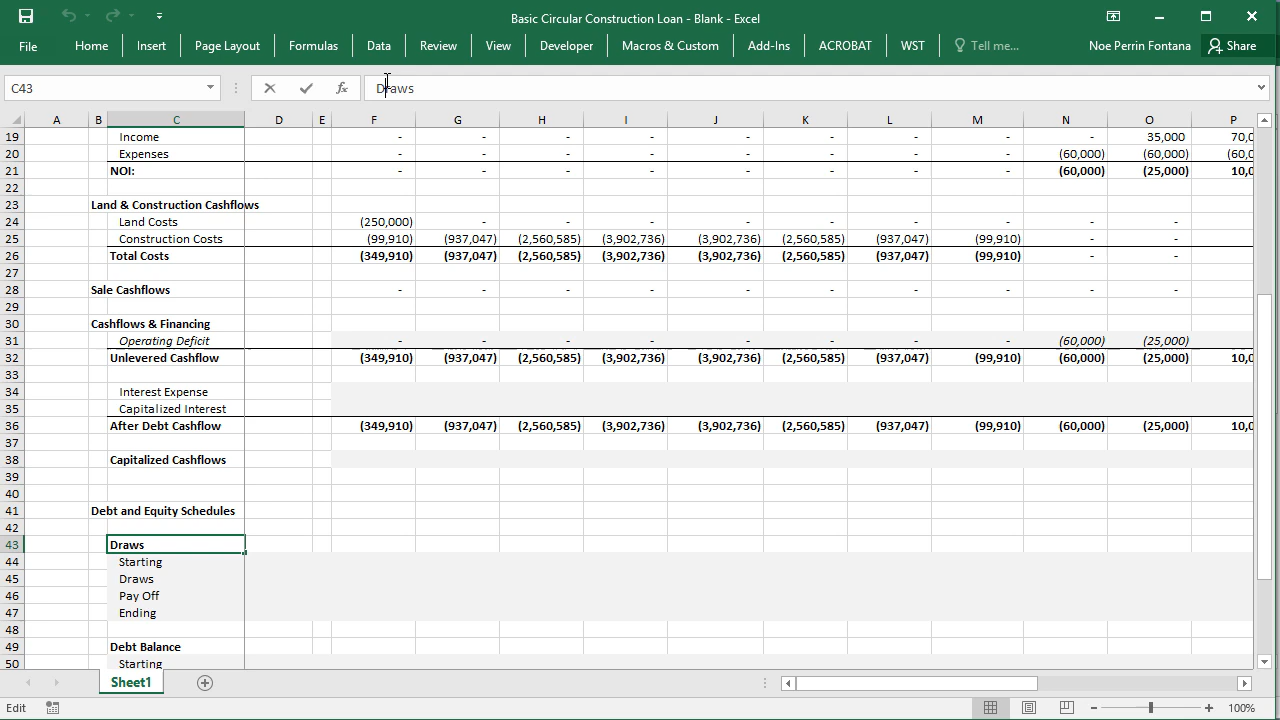 Basic Circular Construction Loan - Blank - Excel
File Home Insert Page Layout Formulas Data Review View Developer Macros & Custom Add-Ins ACROBAT WST Tell me... Noe Perrin Fontana Share
C43 fx Draws
A B C D E F G H I J K L M N O P
19 Income - - - - - - - - - 35,000 70,0
20 Expenses - - - - - - - - (60,000) (60,000) (60,0
21 NOI: - - - - - - - - (60,000) (25,000) 10,0
22
23 Land & Construction Cashflows
24 Land Costs (250,000) - - - - - - - - -
25 Construction Costs (99,910) (937,047) (2,560,585) (3,902,736) (3,902,736) (2,560,585) (937,047) (99,910) - -
26 Total Costs (349,910) (937,047) (2,560,585) (3,902,736) (3,902,736) (2,560,585) (937,047) (99,910) - -
27
28 Sale Cashflows - - - - - - - - - -
29
30 Cashflows & Financing
31 Operating Deficit - - - - - - - - (60,000) (25,000)
32 Unlevered Cashflow (349,910) (937,047) (2,560,585) (3,902,736) (3,902,736) (2,560,585) (937,047) (99,910) (60,000) (25,000) 10,0
33
34 Interest Expense
35 Capitalized Interest
36 After Debt Cashflow (349,910) (937,047) (2,560,585) (3,902,736) (3,902,736) (2,560,585) (937,047) (99,910) (60,000) (25,000) 10,0
37
38 Capitalized Cashflows
39
40
41 Debt and Equity Schedules
42
43 Draws
44 Starting
45 Draws
46 Pay Off
47 Ending
48
49 Debt Balance
50 Starting
Sheet1
Edit 100%